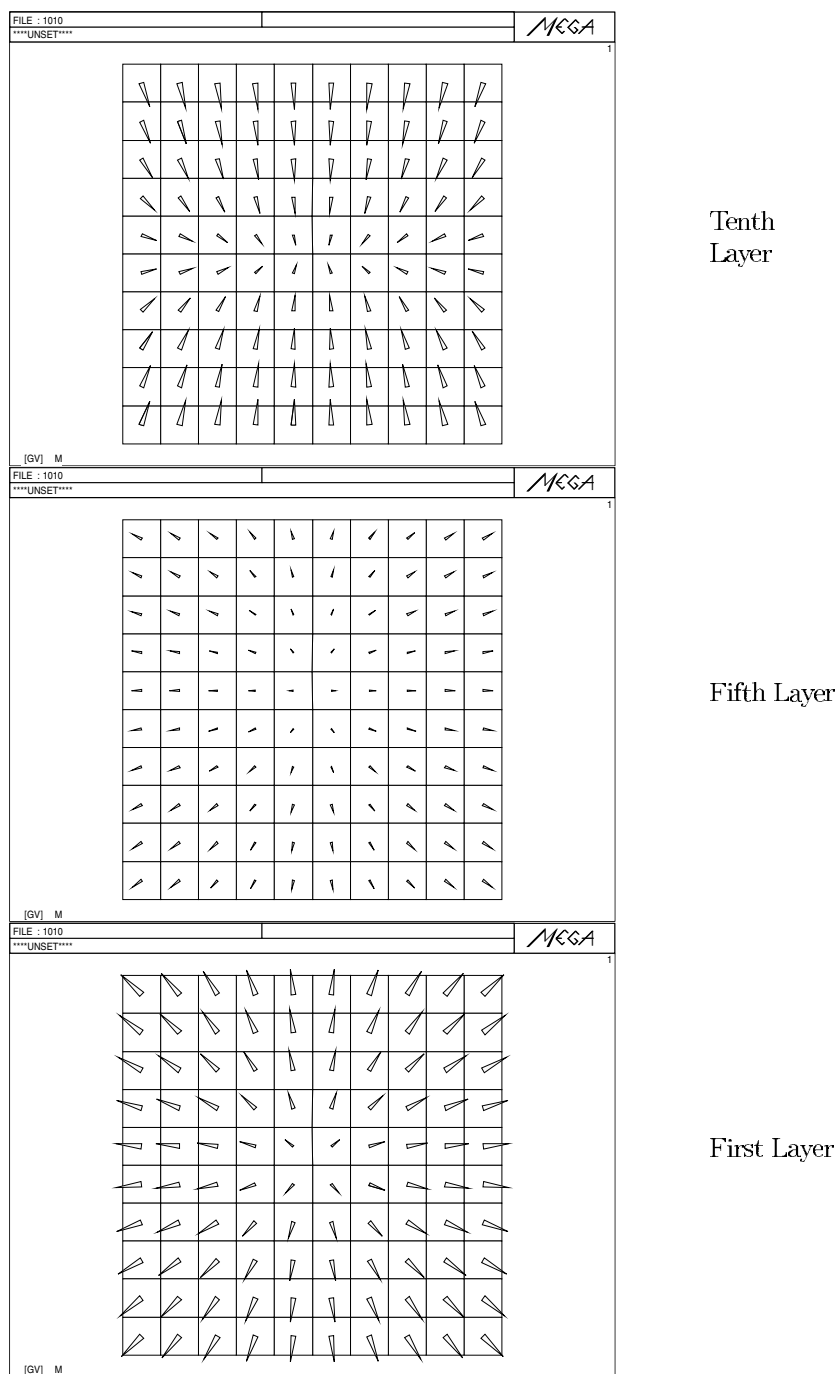 FILE : 1010
MEGA
****UNSET****
1
Tenth
Layer
[GV] M
FILE : 1010
MEGA
****UNSET****
1
Fifth Layer
[GV] M
FILE : 1010
MEGA
****UNSET****
1
First Layer
[GV] M